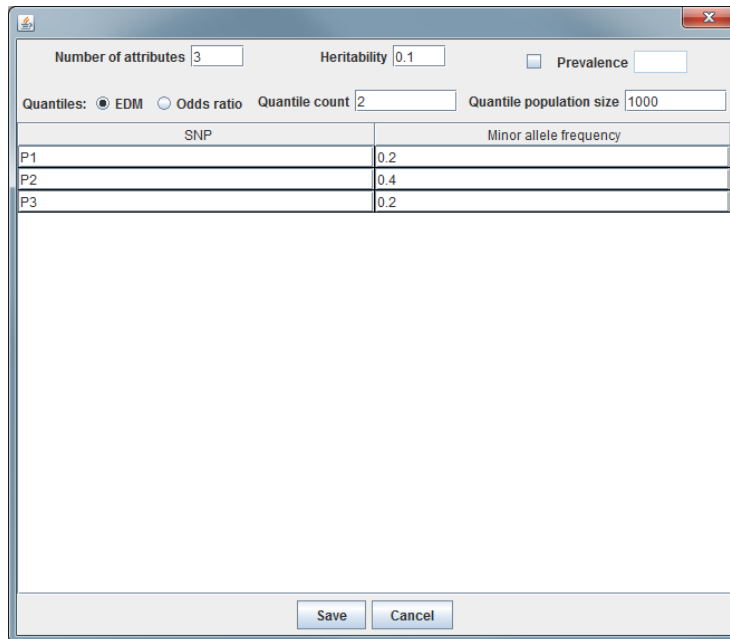 Number of attributes 3 Heritability 0.1 Prevalence
Quantiles: EDM Odds ratio Quantile count 2 Quantile population size 1000
SNP Minor allele frequency
P1 0.2
P2 0.4
P3 0.2
Save Cancel